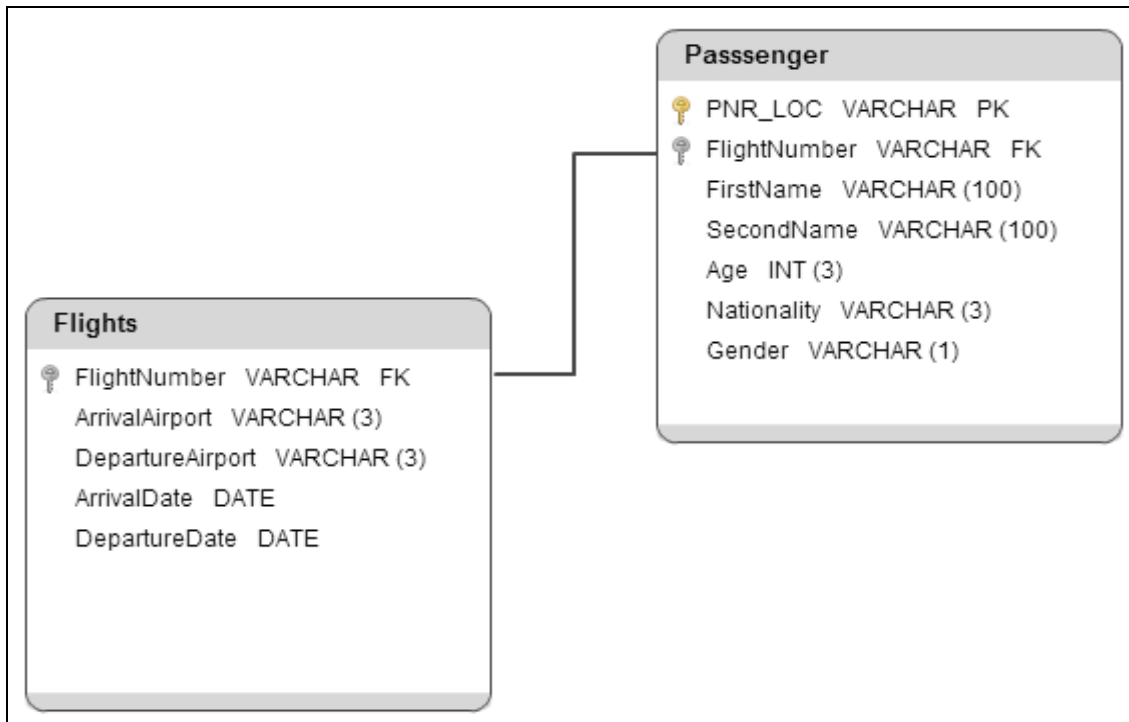 Passsenger
PNR_LOC VARCHAR PK
FlightNumber VARCHAR FK
FirstName VARCHAR (100)
SecondName VARCHAR (100)
Age INT (3)
Nationality VARCHAR (3)
Gender VARCHAR (1)
Flights
FlightNumber VARCHAR FK
ArrivalAirport VARCHAR (3)
DepartureAirport VARCHAR (3)
ArrivalDate DATE
DepartureDate DATE